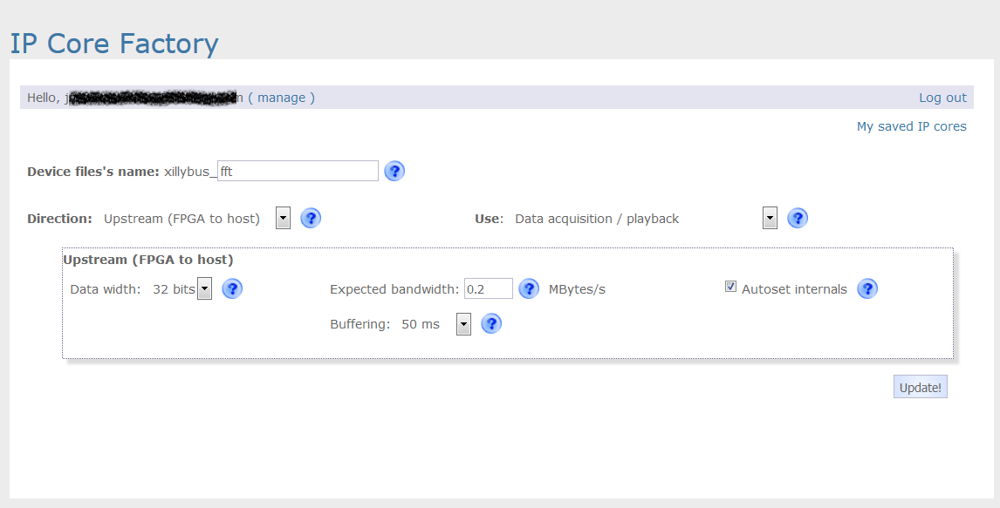 IP Core Factory
Hello, ( manage ) Log out
My saved IP cores
Device files's name: xillybus_ fft ?
Direction: Upstream (FPGA to host) ? Use: Data acquisition / playback ?
Upstream (FPGA to host)
Data width: 32 bits ? Expected bandwidth: 0.2 ? MBytes/s Autoset internals ?
Buffering: 50 ms ?
Update!